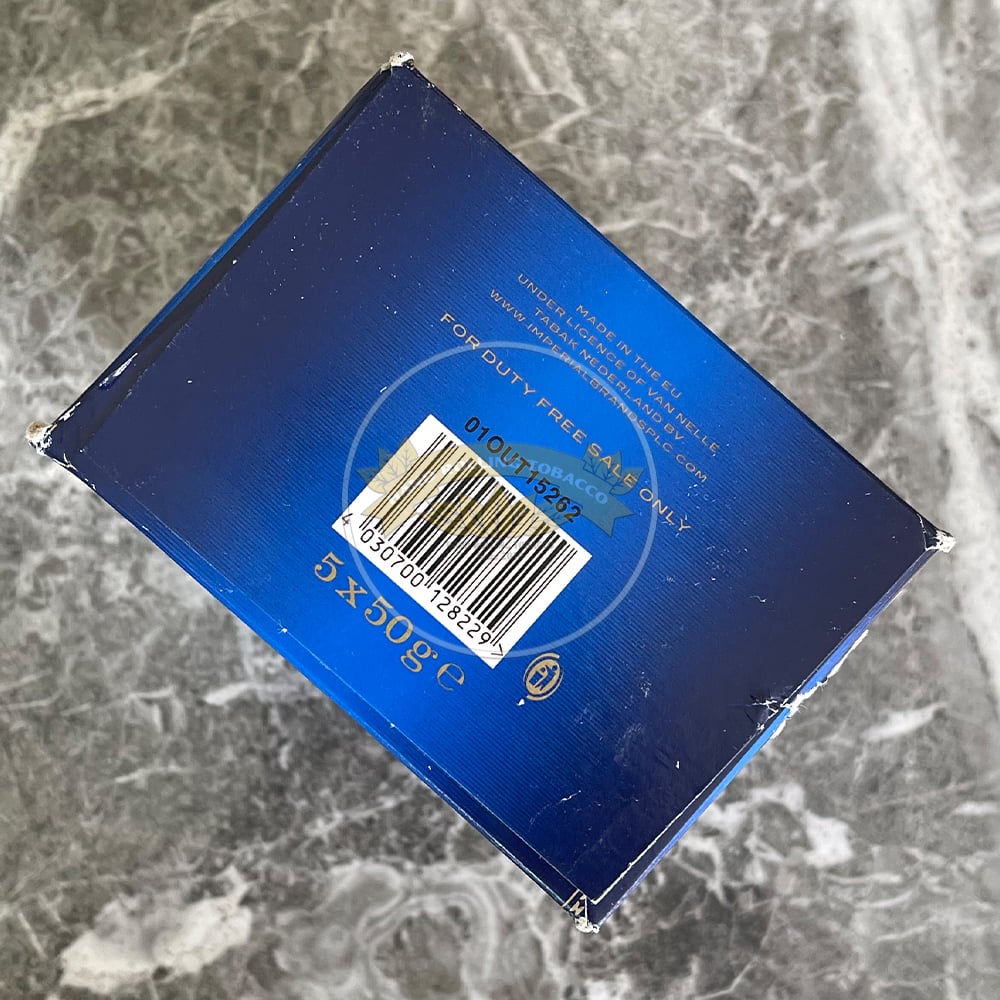 MADE IN THE EU
UNDER LICENCE OF VAN NELLE
TABAK NEDERLAND BV
WWW.IMPERIALBRANDSPLC.COM
FOR DUTY FREE SALE ONLY
01OUT15262
TOBACCO
4 030700 128229 >
5 x 50g e